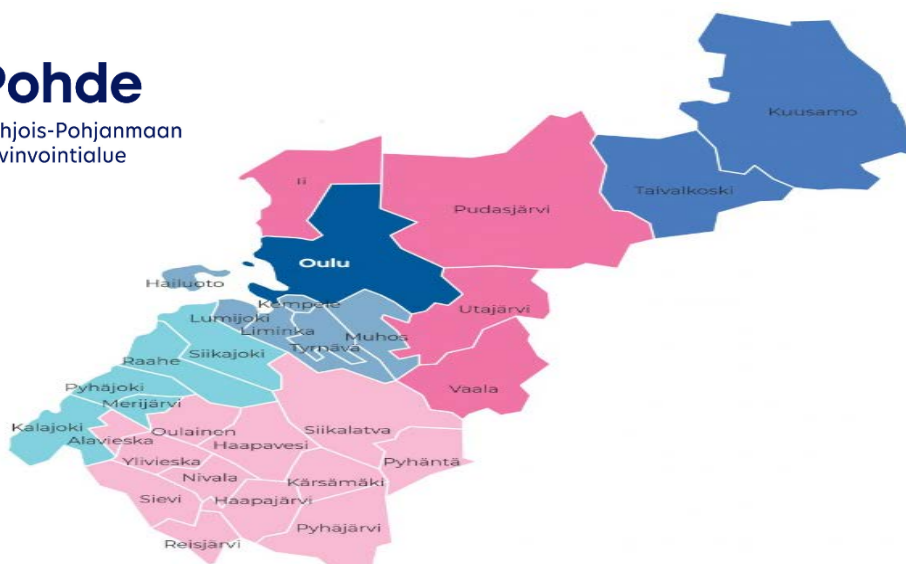 Pohde
hjois-Pohjanmaan
vinvointialue
Kuusamo
Taivalkoski
Ii
Pudasjärvi
Oulu
Hailuoto
Kempele
Utajärvi
Lumijoki
Liminka
Muhos
Tyrnävä
Siikajoki
Raahe
Vaala
Pyhäjoki
Merijärvi
Kalajoki
Alavieska
Oulainen
Siikalatva
Haapavesi
Ylivieska
Pyhäntä
Nivala
Kärsämäki
Sievi
Haapajärvi
Pyhäjärvi
Reisjärvi